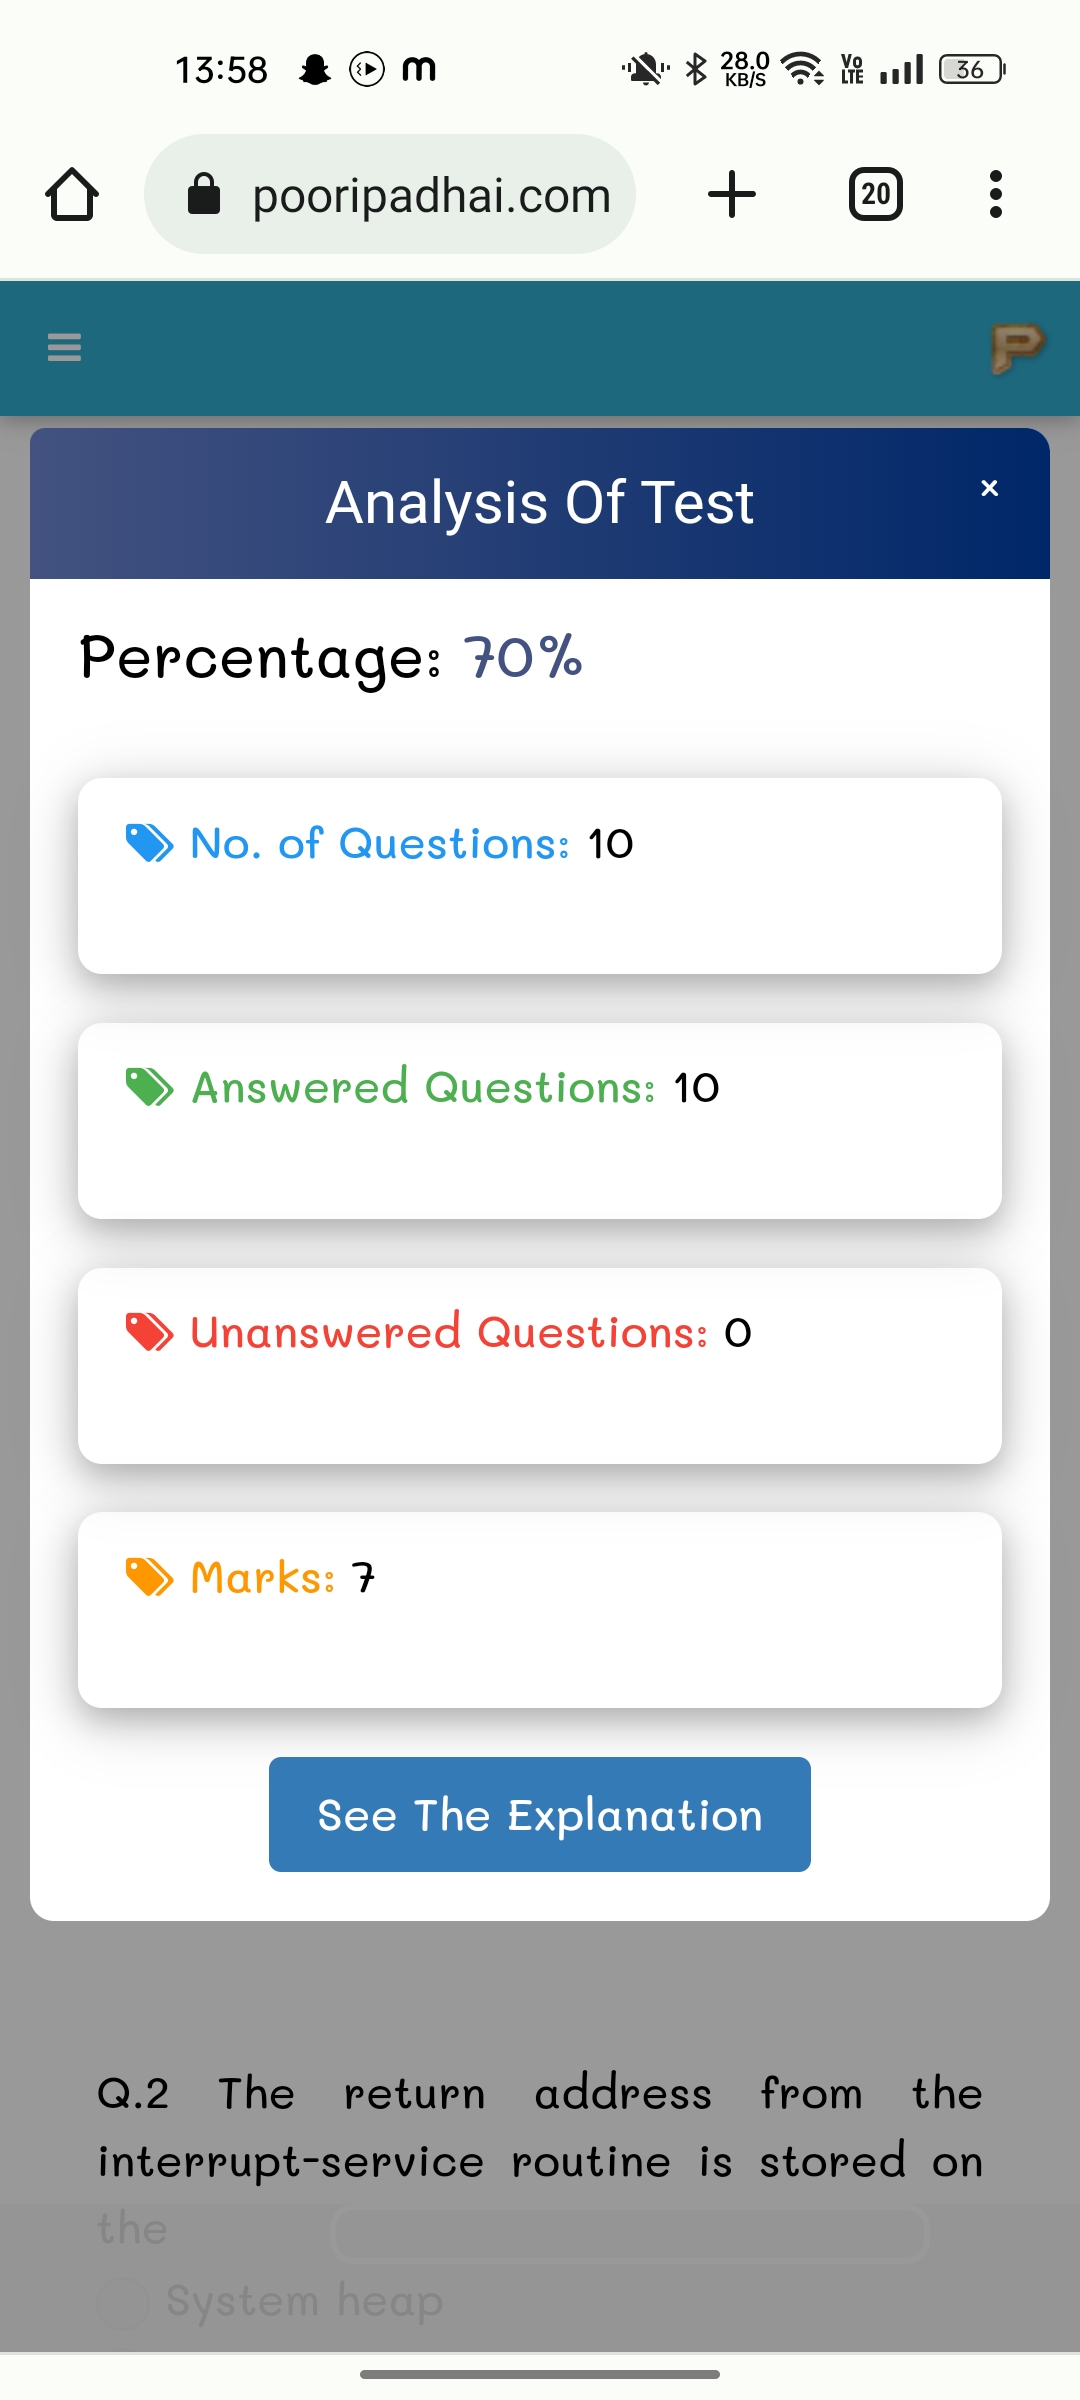 13:58 m 28.0 KB/S Vo LTE 36
pooripadhai.com 20
P
Analysis Of Test ×
Percentage: 70%
No. of Questions: 10
Answered Questions: 10
Unanswered Questions: 0
Marks: 7
See The Explanation
Q.2 The return address from the
interrupt-service routine is stored on
the
System heap